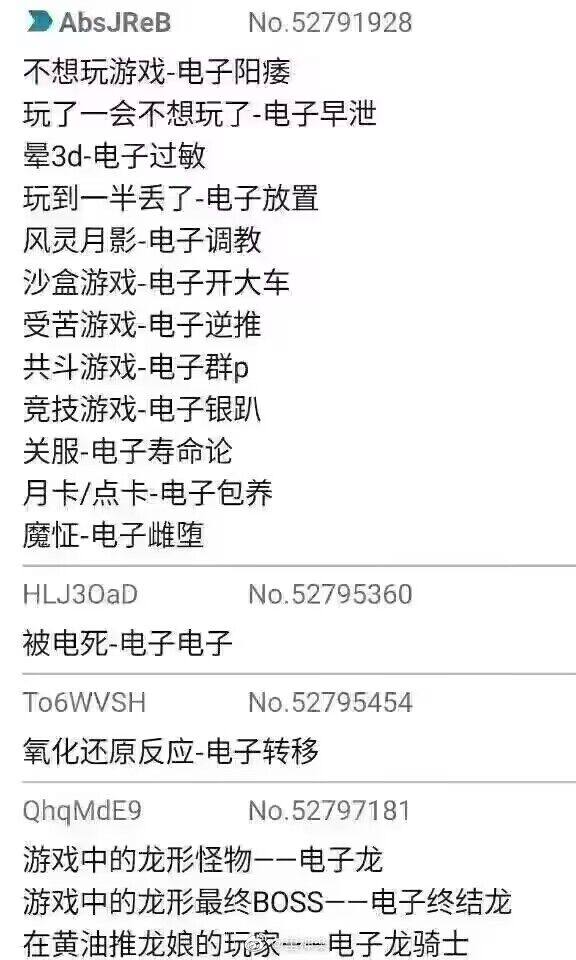 AbsJReB No.52791928
不想玩游戏-电子阳痿
玩了一会不想玩了-电子早泄
晕3d-电子过敏
玩到一半丢了-电子放置
风灵月影-电子调教
沙盒游戏-电子开大车
受苦游戏-电子逆推
共斗游戏-电子群p
竞技游戏-电子银趴
关服-电子寿命论
月卡/点卡-电子包养
魔怔-电子雌堕
HLJ3OaD No.52795360
被电死-电子电子
To6WVSH No.52795454
氧化还原反应-电子转移
QhqMdE9 No.52797181
游戏中的龙形怪物——电子龙
游戏中的龙形最终BOSS——电子终结龙
在黄油推龙娘的玩家——电子龙骑士